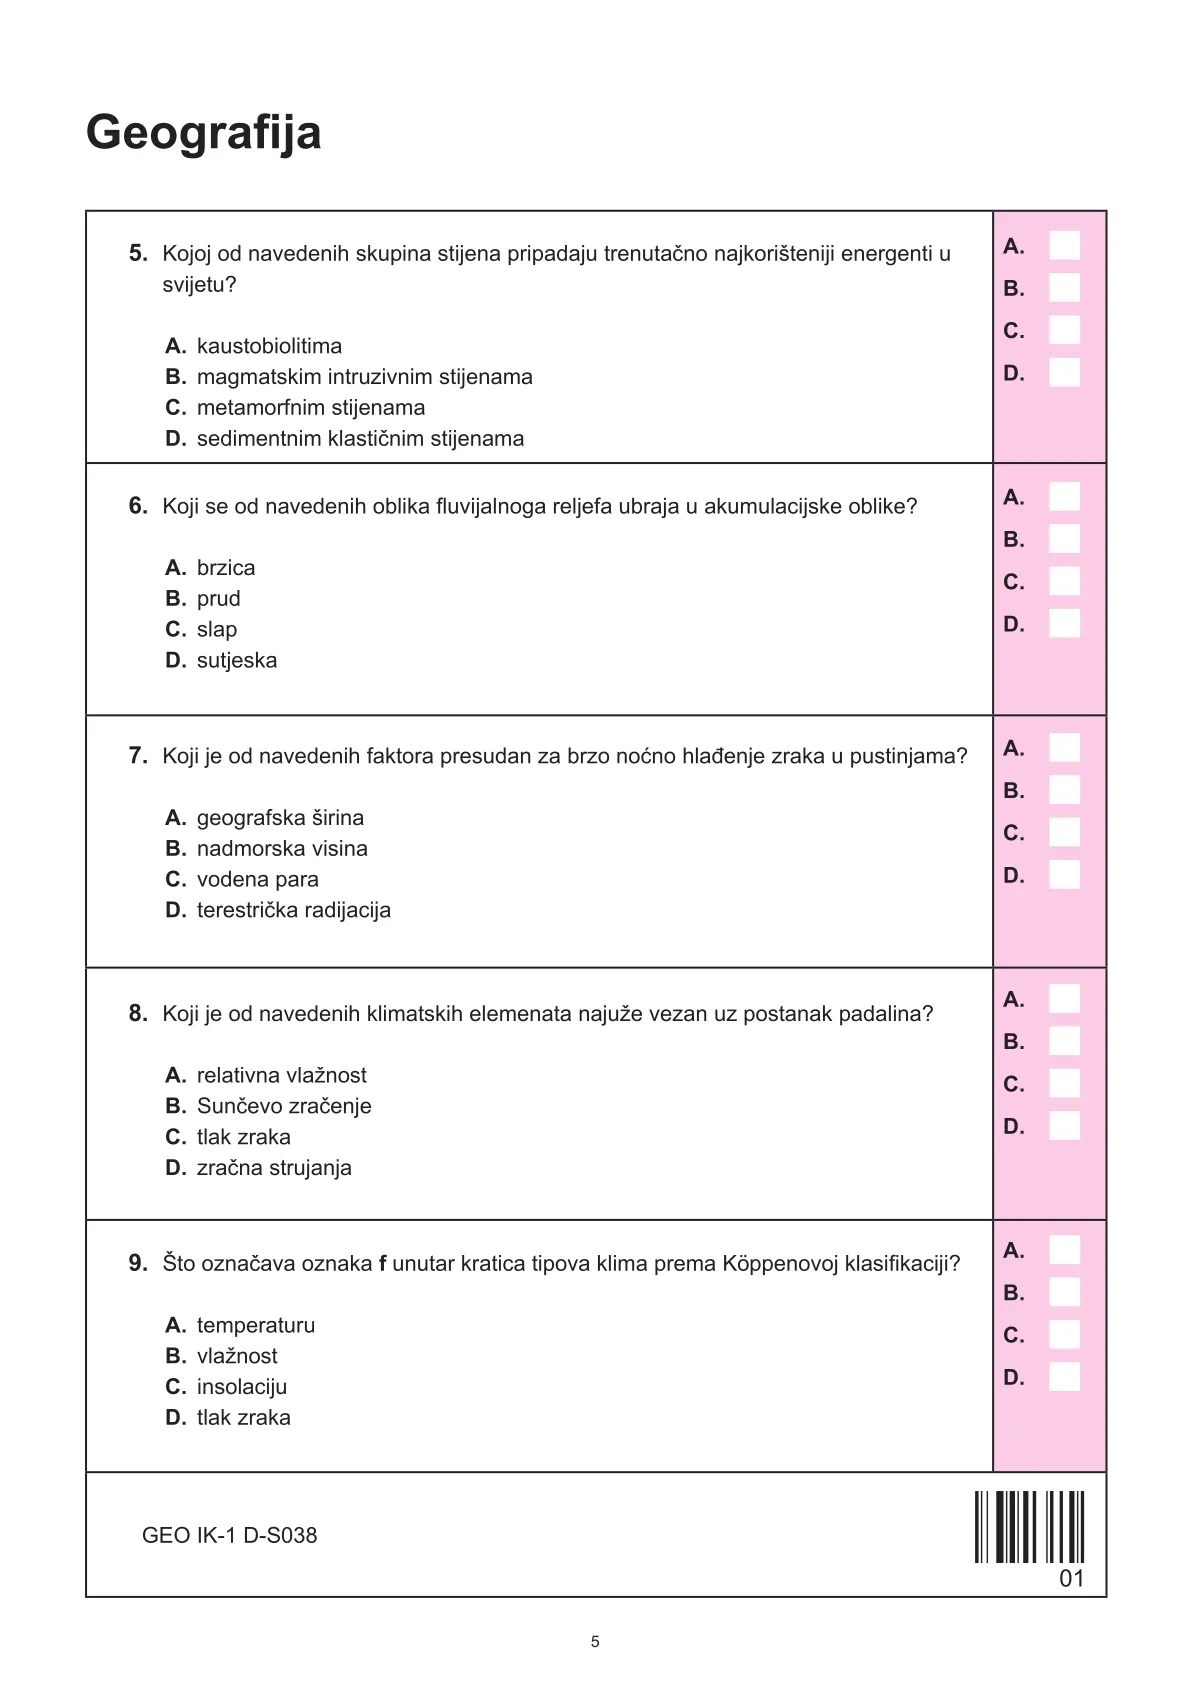 Geografija
5. Kojoj od navedenih skupina stijena pripadaju trenutačno najkorišteniji energenti u
svijetu?
A. kaustobiolitima
B. magmatskim intruzivnim stijenama
C. metamorfnim stijenama
D. sedimentnim klastičnim stijenama
A.
B.
C.
D.
6. Koji se od navedenih oblika fluvijalnoga reljefa ubraja u akumulacijske oblike?
A. brzica
B. prud
C. slap
D. sutjeska
A.
B.
C.
D.
7. Koji je od navedenih faktora presudan za brzo noćno hlađenje zraka u pustinjama?
A. geografska širina
B. nadmorska visina
C. vodena para
D. terestrička radijacija
A.
B.
C.
D.
8. Koji je od navedenih klimatskih elemenata najuže vezan uz postanak padalina?
A. relativna vlažnost
B. Sunčevo zračenje
C. tlak zraka
D. zračna strujanja
A.
B.
C.
D.
9. Što označava oznaka f unutar kratica tipova klima prema Köppenovoj klasifikaciji?
A. temperaturu
B. vlažnost
C. insolaciju
D. tlak zraka
A.
B.
C.
D.
GEO IK-1 D-S038
01
5